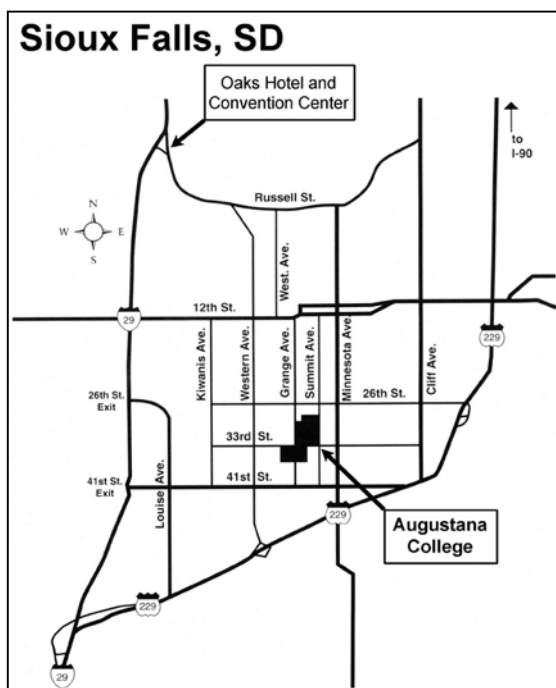 Sioux Falls, SD
Oaks Hotel and
Convention Center
to
I-90
Russell St.
N
W
E
S
West. Ave.
12th St.
29
229
Kiwanis Ave.
Western Ave.
Grange Ave.
Summit Ave.
Minnesota Ave.
Cliff Ave.
26th St.
Exit
26th St.
33rd St.
41st St.
Exit
41st St.
Louise Ave.
229
Augustana
College
229
29